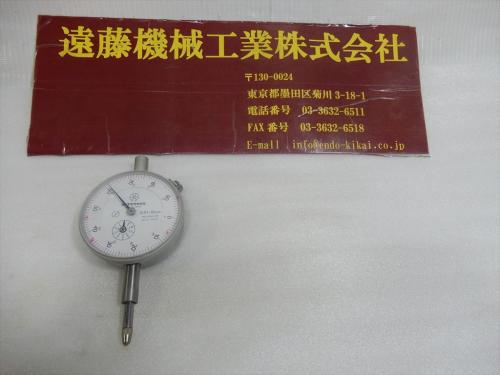 遠藤機械工業株式会社
〒130-0024
東京都墨田区菊川 3-18-1
電話番号 03-3632-6511
FAX 番号 03-3632-6518
E-mail info@endo-kikai.co.jp